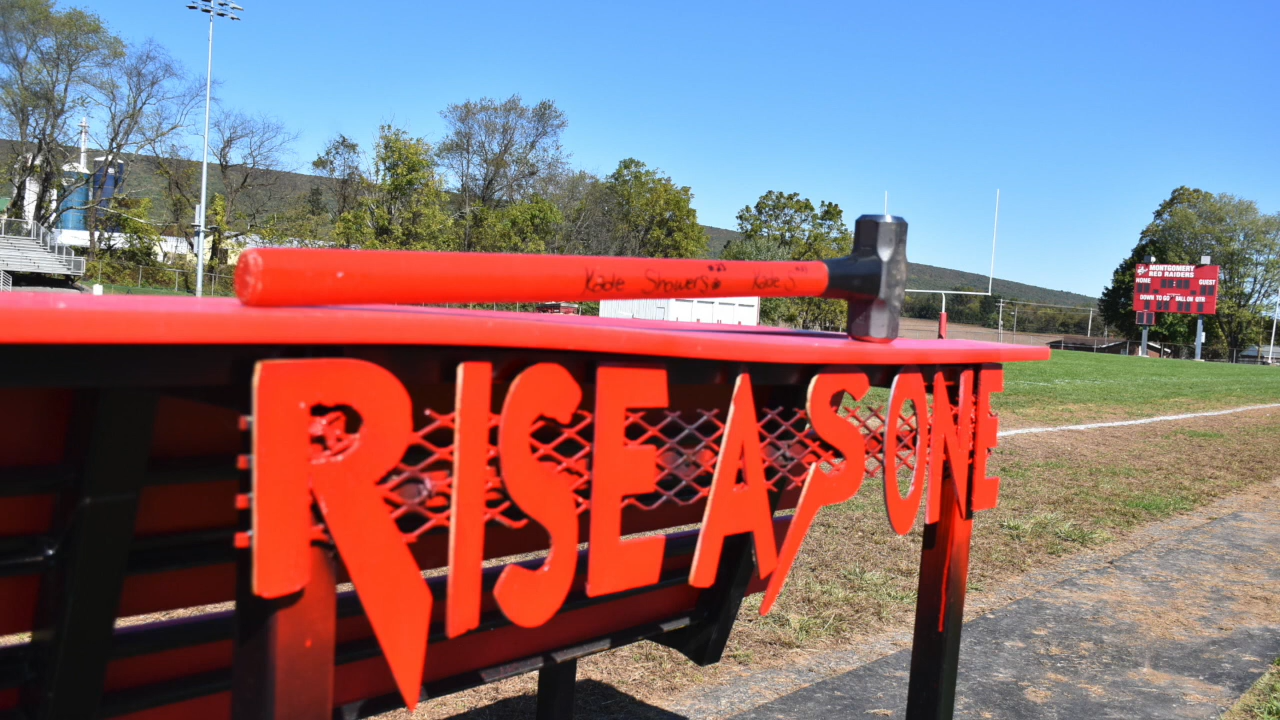 Kade Showers Kade S.
RISE AS ONE
MONTGOMERY
RED RAIDERS
HOME GUEST
DOWN TO GO BALL ON QTR